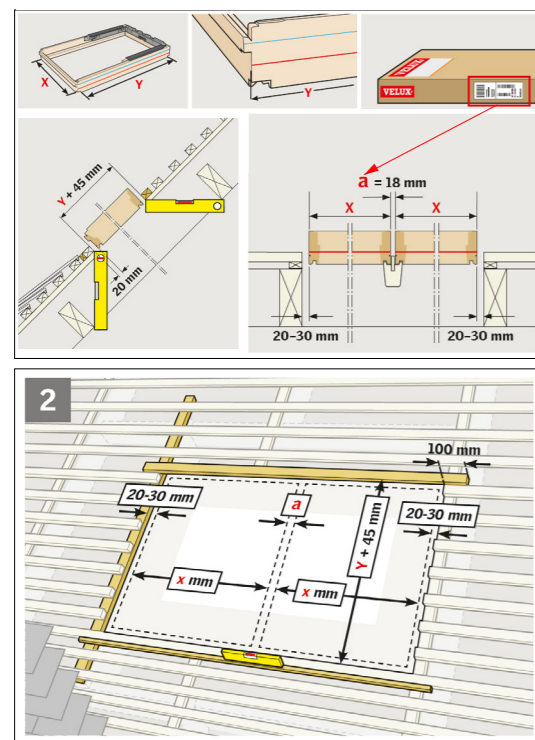 X
Y
Y
VELUX
Y + 45 mm
20 mm
a = 18 mm
X
X
20–30 mm
20–30 mm
2
100 mm
20-30 mm
a
Y + 45 mm
20-30 mm
x mm
x mm